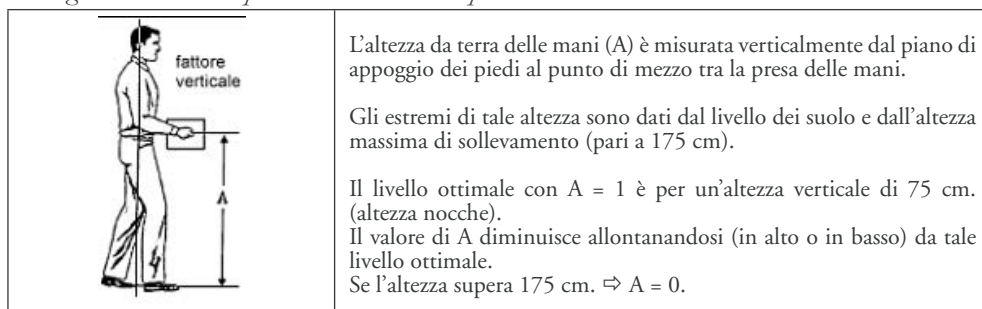 fattore
verticale
A
L'altezza da terra delle mani (A) è misurata verticalmente dal piano di
appoggio dei piedi al punto di mezzo tra la presa delle mani.
Gli estremi di tale altezza sono dati dal livello dei suolo e dall'altezza
massima di sollevamento (pari a 175 cm).
Il livello ottimale con A = 1 è per un'altezza verticale di 75 cm.
(altezza nocche).
Il valore di A diminuisce allontanandosi (in alto o in basso) da tale
livello ottimale.
Se l'altezza supera 175 cm. ⇨ A = 0.